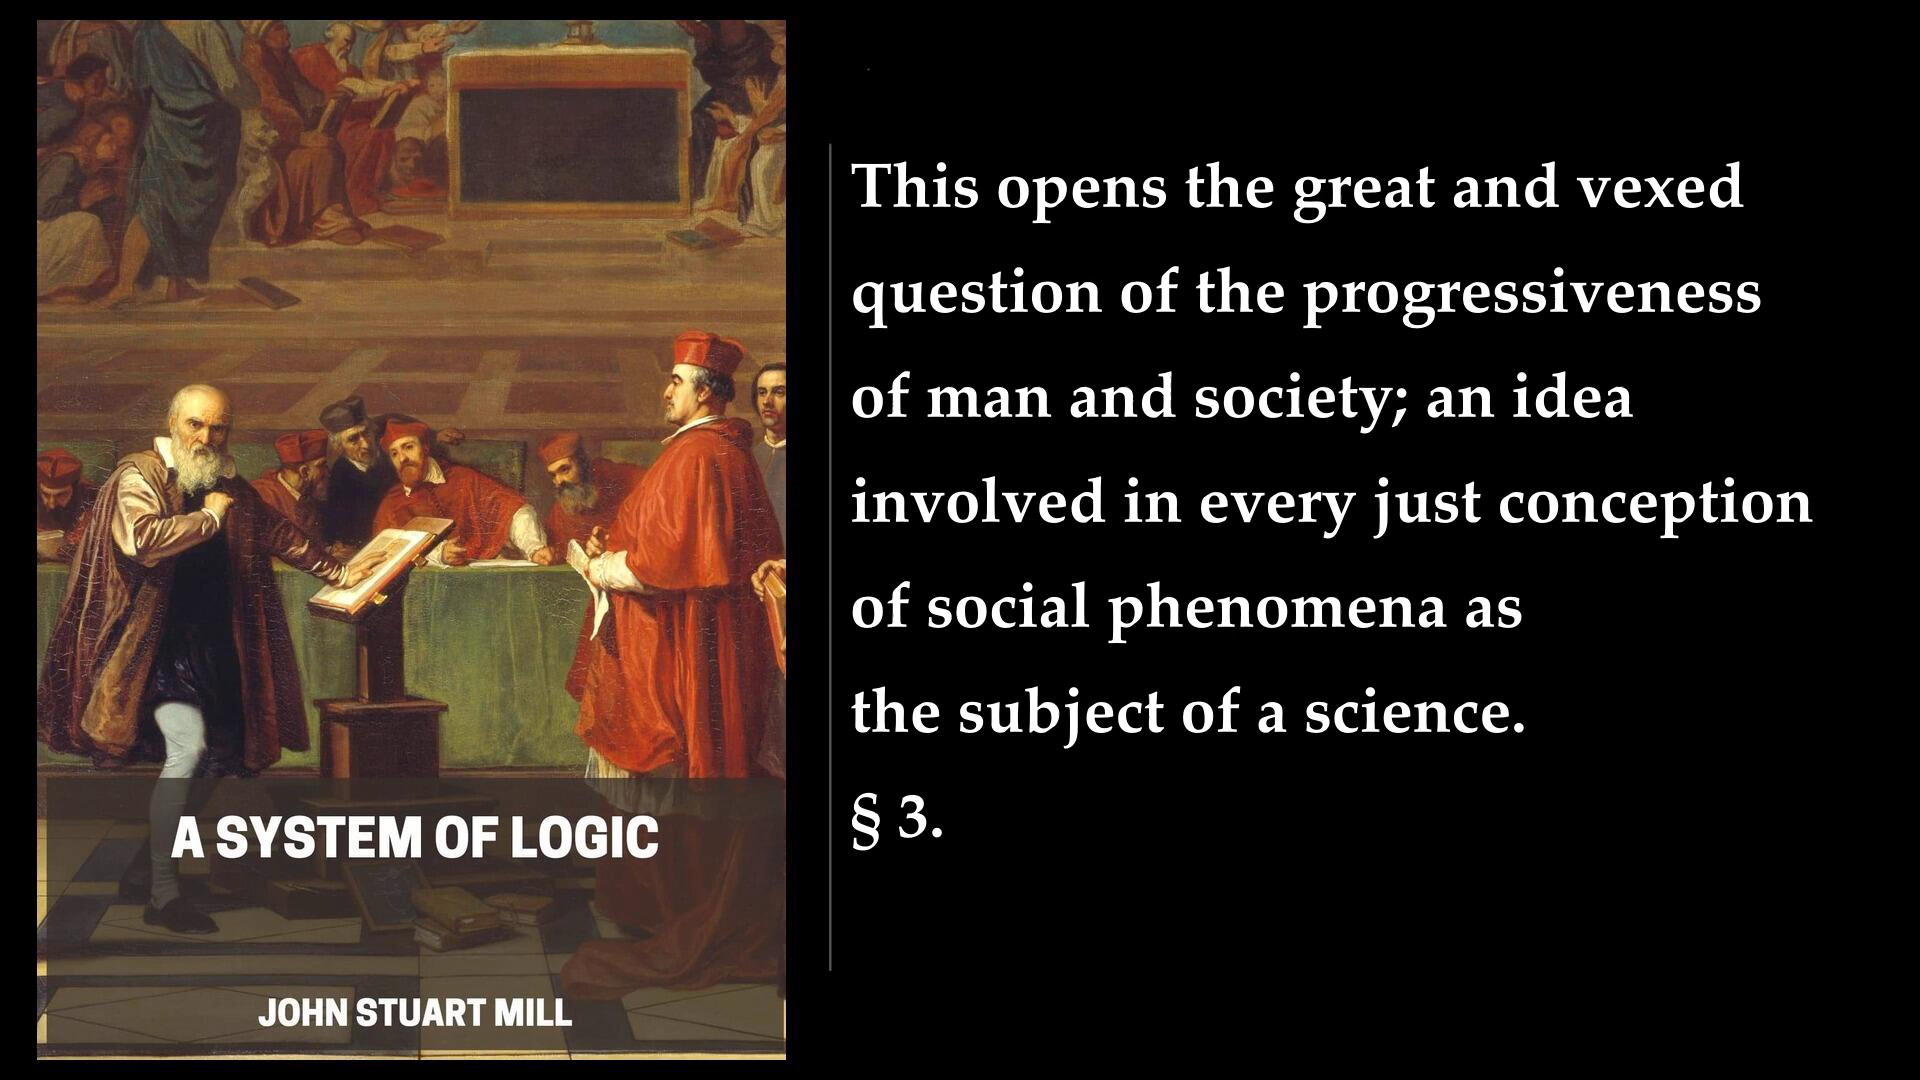 A SYSTEM OF LOGIC
JOHN STUART MILL
This opens the great and vexed
question of the progressiveness
of man and society; an idea
involved in every just conception
of social phenomena as
the subject of a science.
§ 3.